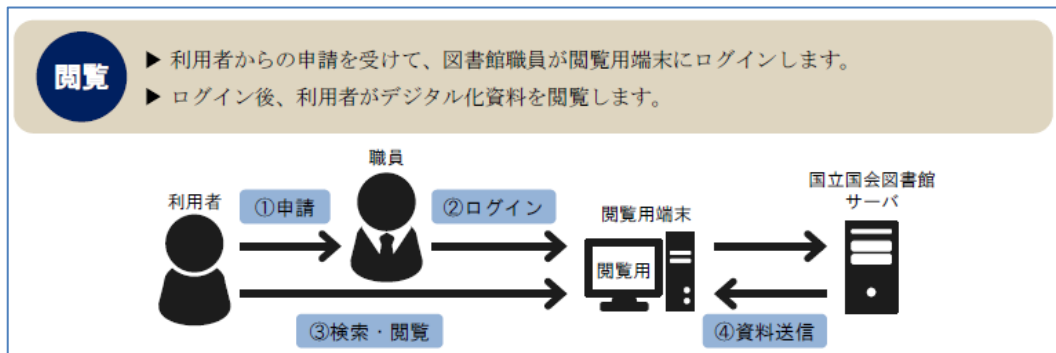 閲覧
▶ 利用者からの申請を受けて、図書館職員が閲覧用端末にログインします。
▶ ログイン後、利用者がデジタル化資料を閲覧します。
職員
利用者
①申請
②ログイン
閲覧用端末
国立国会図書館
サーバ
閲覧用
③検索・閲覧
④資料送信